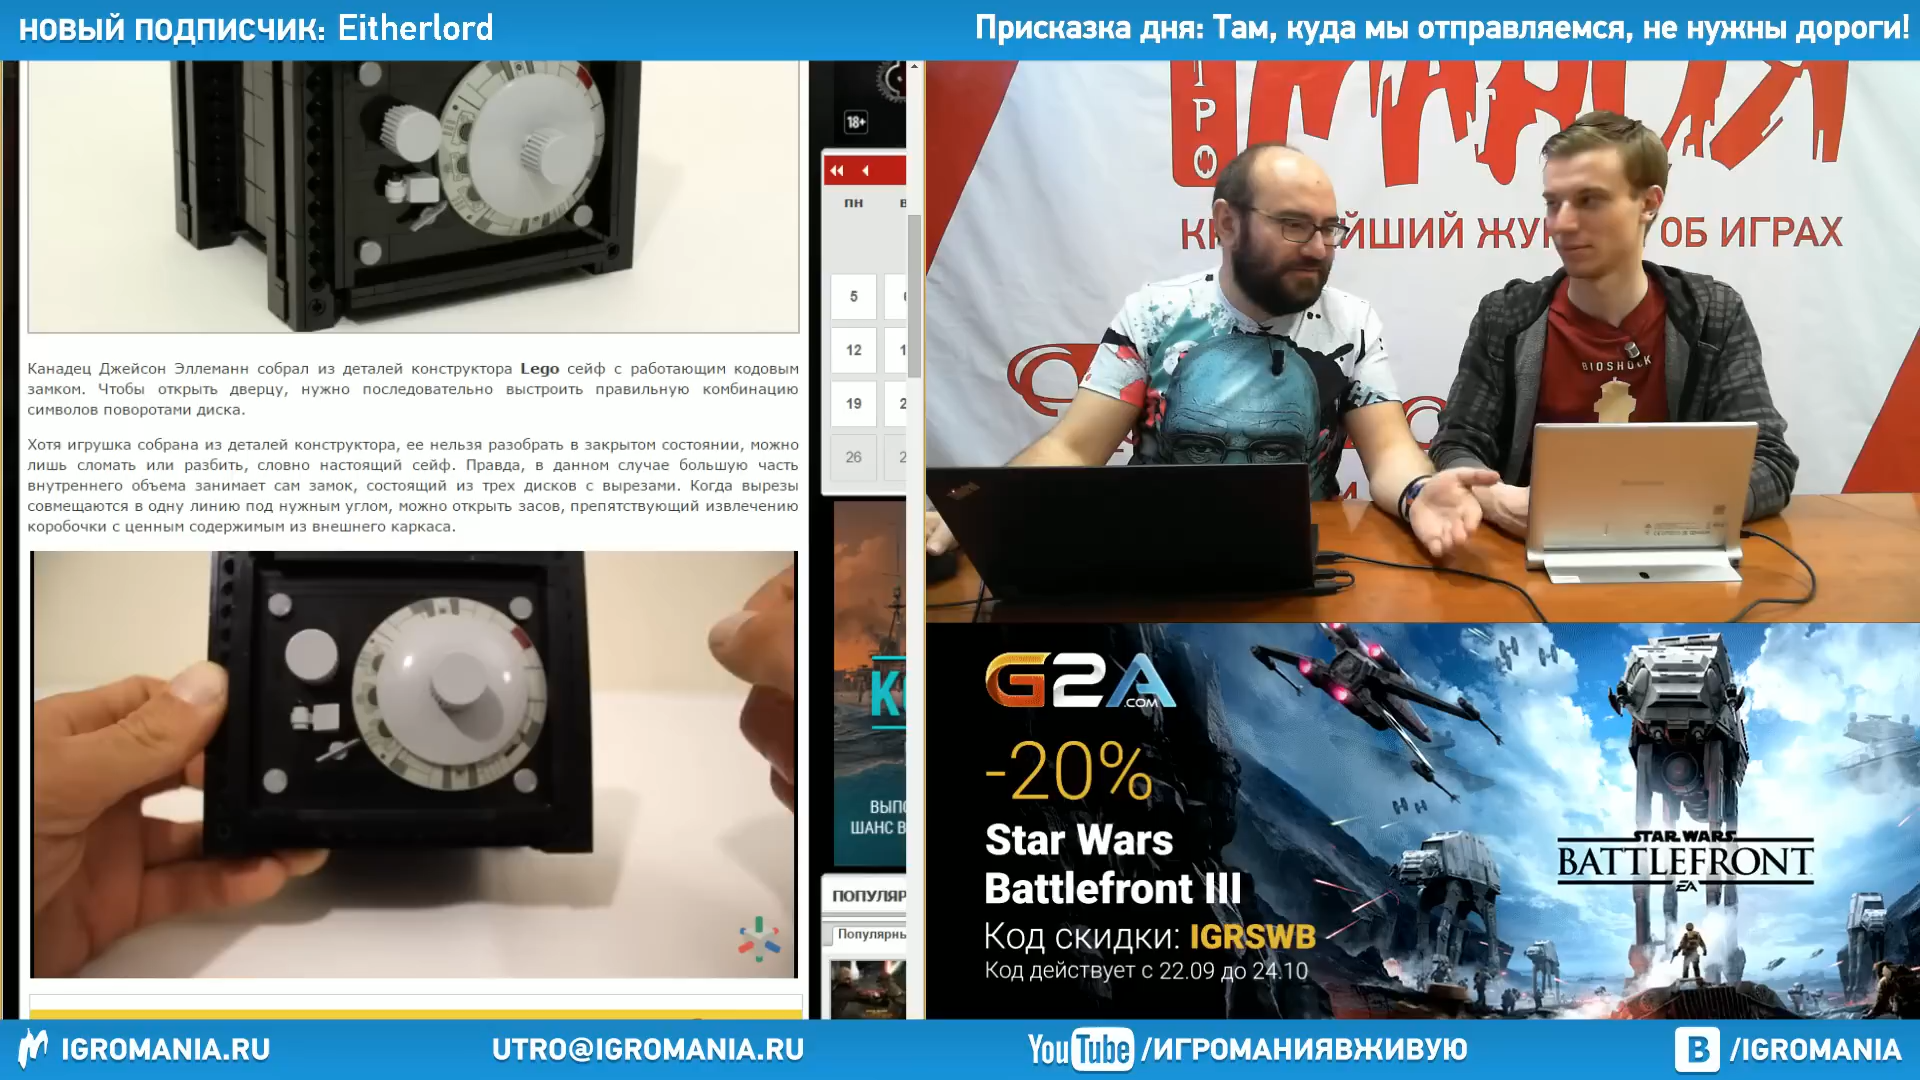 НОВЫЙ ПОДПИСЧИК: Eitherlord
Присказка дня: Там, куда мы отправляемся, не нужны дороги!
18+
ПН
5
12
19
26
Канадец Джейсон Эллеманн собрал из деталей конструктора Lego сейф с работающим кодовым
замком. Чтобы открыть дверцу, нужно последовательно выстроить правильную комбинацию
символов поворотами диска.
Хотя игрушка собрана из деталей конструктора, ее нельзя разобрать в закрытом состоянии, можно
лишь сломать или разбить, словно настоящий сейф. Правда, в данном случае большую часть
внутреннего объема занимает сам замок, состоящий из трех дисков с вырезами. Когда вырезы
совмещаются в одну линию под нужным углом, можно открыть засов, препятствующий извлечению
коробочки с ценным содержимым из внешнего каркаса.
ШАНС
ОБ ИГРАХ
BIOSHOCK
G2A
.COM
-20%
Star Wars
Battlefront III
Код скидки: IGRSWB
Код действует с 22.09 до 24.10
STAR WARS
BATTLEFRONT
EA
IGROMANIA.RU
UTRO@IGROMANIA.RU
YouTube /ИГРОМАНИЯВЖИВУЮ
В /IGROMANIA